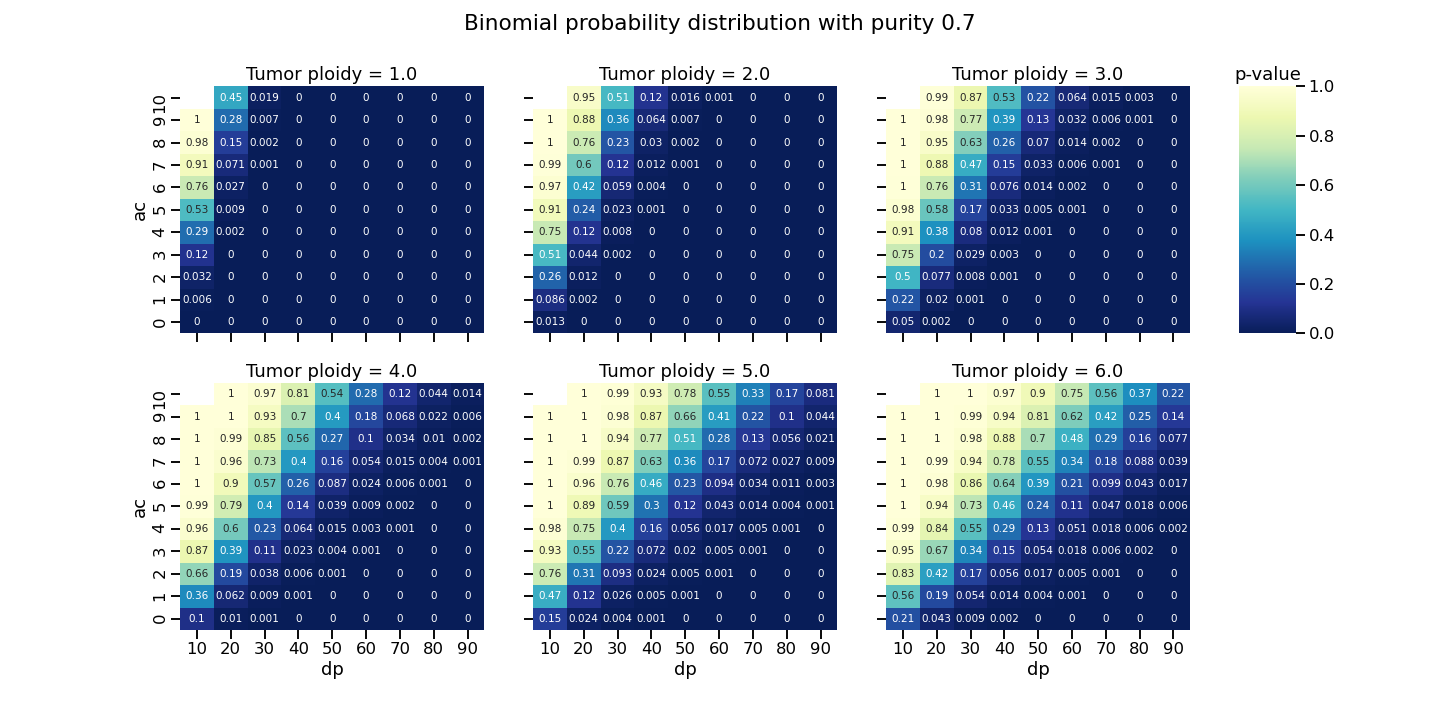 Binomial probability distribution with purity 0.7
Tumor ploidy = 1.0
ac
10 0.45 0.019 0 0 0 0 0 0
9 1 0.28 0.007 0 0 0 0 0 0
8 0.98 0.15 0.002 0 0 0 0 0 0
7 0.91 0.071 0.001 0 0 0 0 0 0
6 0.76 0.027 0 0 0 0 0 0 0
5 0.53 0.009 0 0 0 0 0 0 0
4 0.29 0.002 0 0 0 0 0 0 0
3 0.12 0 0 0 0 0 0 0 0
2 0.032 0 0 0 0 0 0 0 0
1 0.006 0 0 0 0 0 0 0 0
0 0 0 0 0 0 0 0 0 0
Tumor ploidy = 2.0
0.95 0.51 0.12 0.016 0.001 0 0 0
1 0.88 0.36 0.064 0.007 0 0 0 0
1 0.76 0.23 0.03 0.002 0 0 0 0
0.99 0.6 0.12 0.012 0.001 0 0 0 0
0.97 0.42 0.059 0.004 0 0 0 0 0
0.91 0.24 0.023 0.001 0 0 0 0 0
0.75 0.12 0.008 0 0 0 0 0 0
0.51 0.044 0.002 0 0 0 0 0 0
0.26 0.012 0 0 0 0 0 0 0
0.086 0.002 0 0 0 0 0 0 0
0.013 0 0 0 0 0 0 0 0
Tumor ploidy = 3.0
0.99 0.87 0.53 0.22 0.064 0.015 0.003 0
1 0.98 0.77 0.39 0.13 0.032 0.006 0.001 0
1 0.95 0.63 0.26 0.07 0.014 0.002 0 0
1 0.88 0.47 0.15 0.033 0.006 0.001 0 0
1 0.76 0.31 0.076 0.014 0.002 0 0 0
0.98 0.58 0.17 0.033 0.005 0.001 0 0 0
0.91 0.38 0.08 0.012 0.001 0 0 0 0
0.75 0.2 0.029 0.003 0 0 0 0 0
0.5 0.077 0.008 0.001 0 0 0 0 0
0.22 0.02 0.001 0 0 0 0 0 0
0.05 0.002 0 0 0 0 0 0 0
p-value
1.0
0.8
0.6
0.4
0.2
0.0
Tumor ploidy = 4.0
ac
10 1 0.97 0.81 0.54 0.28 0.12 0.044 0.014
9 1 1 0.93 0.7 0.4 0.18 0.068 0.022 0.006
8 1 0.99 0.85 0.56 0.27 0.1 0.034 0.01 0.002
7 1 0.96 0.73 0.4 0.16 0.054 0.015 0.004 0.001
6 1 0.9 0.57 0.26 0.087 0.024 0.006 0.001 0
5 0.99 0.79 0.4 0.14 0.039 0.009 0.002 0 0
4 0.96 0.6 0.23 0.064 0.015 0.003 0.001 0 0
3 0.87 0.39 0.11 0.023 0.004 0.001 0 0 0
2 0.66 0.19 0.038 0.006 0.001 0 0 0 0
1 0.36 0.062 0.009 0.001 0 0 0 0 0
0 0.1 0.01 0.001 0 0 0 0 0 0
10 20 30 40 50 60 70 80 90
dp
Tumor ploidy = 5.0
1 0.99 0.93 0.78 0.55 0.33 0.17 0.081
1 1 0.98 0.87 0.66 0.41 0.22 0.1 0.044
1 1 0.94 0.77 0.51 0.28 0.13 0.056 0.021
1 0.99 0.87 0.63 0.36 0.17 0.072 0.027 0.009
1 0.96 0.76 0.46 0.23 0.094 0.034 0.011 0.003
1 0.89 0.59 0.3 0.12 0.043 0.014 0.004 0.001
0.98 0.75 0.4 0.16 0.056 0.017 0.005 0.001 0
0.93 0.55 0.22 0.072 0.02 0.005 0.001 0 0
0.76 0.31 0.093 0.024 0.005 0.001 0 0 0
0.47 0.12 0.026 0.005 0.001 0 0 0 0
0.15 0.024 0.004 0.001 0 0 0 0 0
10 20 30 40 50 60 70 80 90
dp
Tumor ploidy = 6.0
1 1 0.97 0.9 0.75 0.56 0.37 0.22
1 1 0.99 0.94 0.81 0.62 0.42 0.25 0.14
1 1 0.98 0.88 0.7 0.48 0.29 0.16 0.077
1 0.99 0.94 0.78 0.55 0.34 0.18 0.088 0.039
1 0.98 0.86 0.64 0.39 0.21 0.099 0.043 0.017
1 0.94 0.73 0.46 0.24 0.11 0.047 0.018 0.006
0.99 0.84 0.55 0.29 0.13 0.051 0.018 0.006 0.002
0.95 0.67 0.34 0.15 0.054 0.018 0.006 0.002 0
0.83 0.42 0.17 0.056 0.017 0.005 0.001 0 0
0.56 0.19 0.054 0.014 0.004 0.001 0 0 0
0.21 0.043 0.009 0.002 0 0 0 0 0
10 20 30 40 50 60 70 80 90
dp